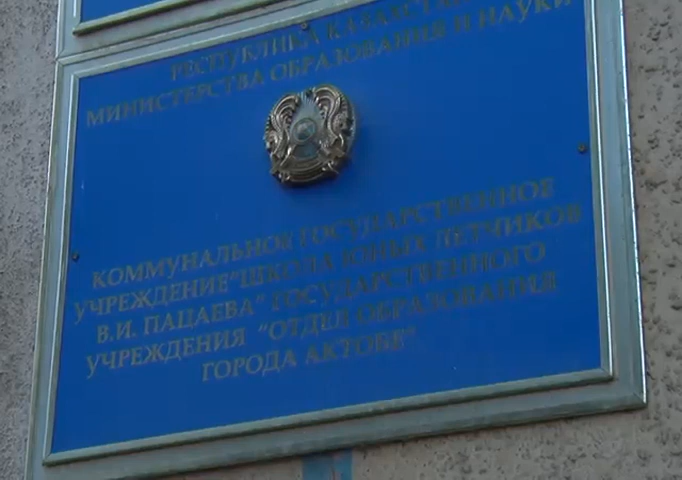 РЕСПУБЛИКА КАЗАХСТАН
МИНИСТЕРСТВА ОБРАЗОВАНИЯ И НАУКИ
КОММУНАЛЬНОЕ ГОСУДАРСТВЕННОЕ
УЧРЕЖДЕНИЕ "ШКОЛА ЮНЫХ ЛЕТЧИКОВ
В.И. ПАЦАЕВА" ГОСУДАРСТВЕННОГО
УЧРЕЖДЕНИЯ "ОТДЕЛ ОБРАЗОВАНИЯ
ГОРОДА АКТОБЕ"